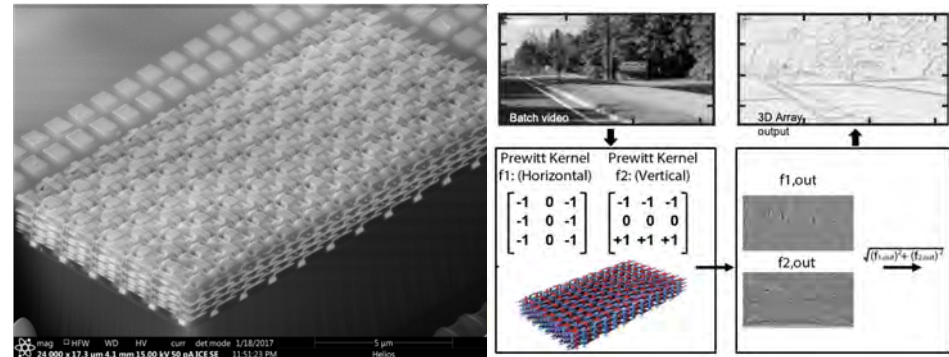 mag
HFW
WD
HV
curr
det mode
1/18/2017
5 µm
24 000 x
17.3 µm
4.1 mm
15.00 kV
50 pA
ICE
SE
11:51:23 PM
Helios
Batch video
3D Array
output
Prewitt Kernel
f1: (Horizontal)
-1 0 -1
-1 0 -1
-1 0 -1
Prewitt Kernel
f2: (Vertical)
-1 -1 -1
0 0 0
+1 +1 +1
f1,out
f2,out
√(f1,out)²+(f2,out)²